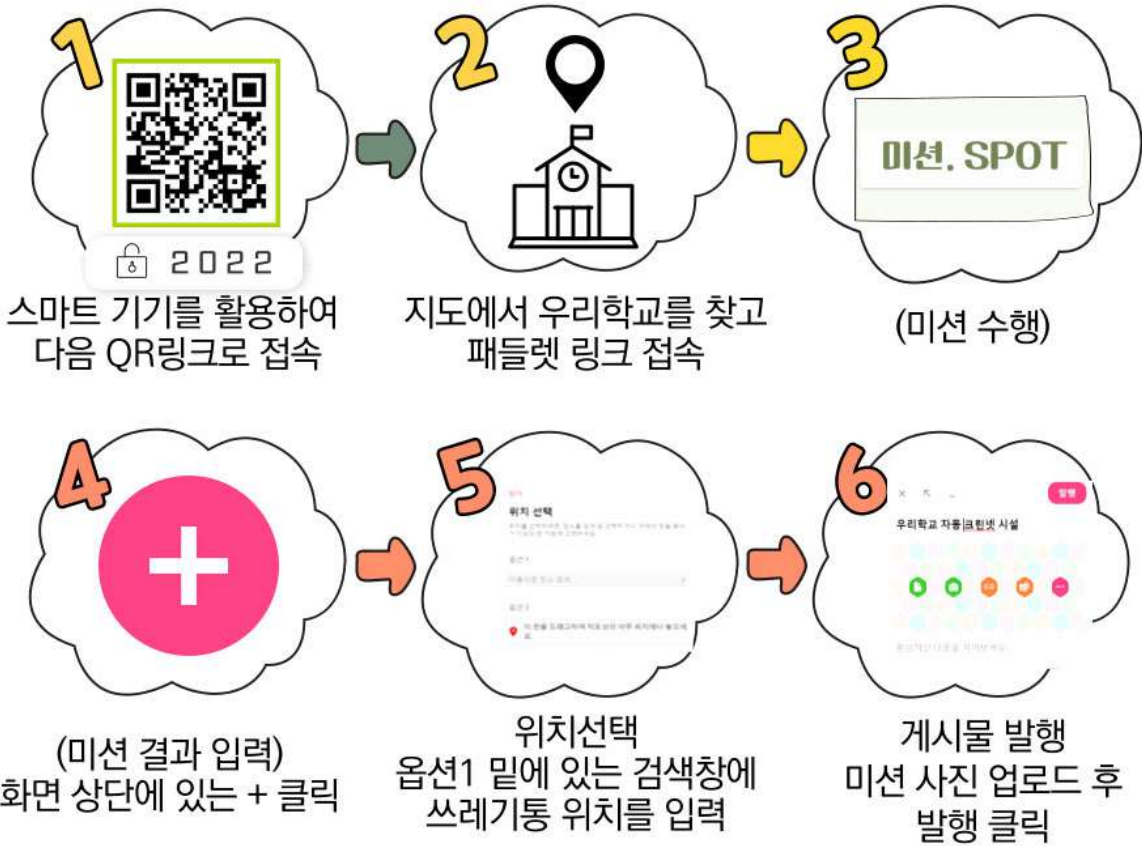 1
2022
스마트 기기를 활용하여
다음 QR링크로 접속
2
지도에서 우리학교를 찾고
패들렛 링크 접속
3
미션. SPOT
(미션 수행)
4
(미션 결과 입력)
화면 상단에 있는 + 클릭
5
위치 선택
위치선택
옵션1 밑에 있는 검색창에
쓰레기통 위치를 입력
6
발행
우리학교 자동크린넷 시설
게시물 발행
미션 사진 업로드 후
발행 클릭